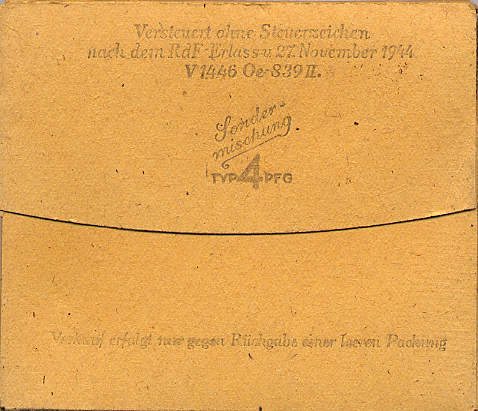 Versteuert ohne Steuerzeichen
nach dem RdF-Erlass v. 27. November 1944
V 1446 Oe-839 II.
Sonder-
mischung
TYP 4 PFG
Verkauf erfolgt nur gegen Rückgabe einer leeren Packung